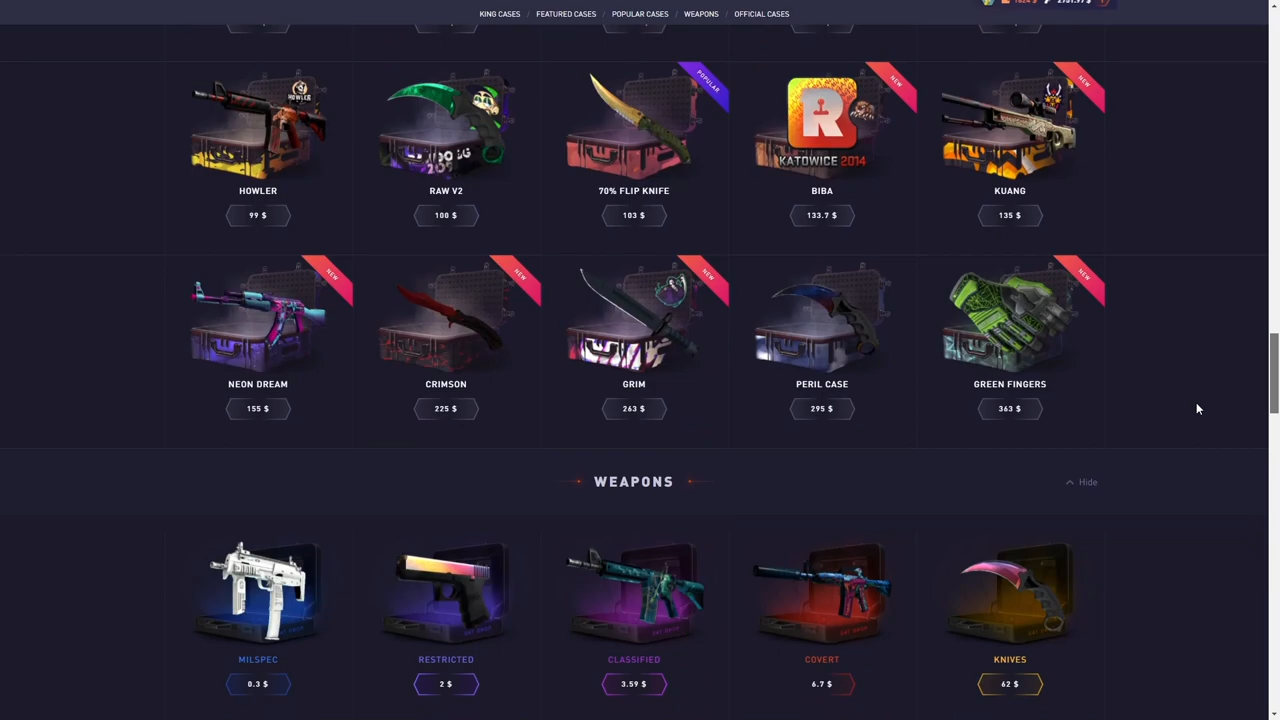 KING CASES / FEATURED CASES / POPULAR CASES / WEAPONS / OFFICIAL CASES
HOWLER
POPULAR
NEW
NEW
R
KATOWICE 2014
HOWLER
RAW V2
70% FLIP KNIFE
BIBA
KUANG
99 $
100 $
103 $
133.7 $
135 $
NEW
NEW
NEW
NEW
NEON DREAM
CRIMSON
GRIM
PERIL CASE
GREEN FINGERS
155 $
225 $
263 $
295 $
363 $
WEAPONS
Hide
MILSPEC
RESTRICTED
CLASSIFIED
COVERT
KNIVES
0.3 $
2 $
3.59 $
6.7 $
62 $